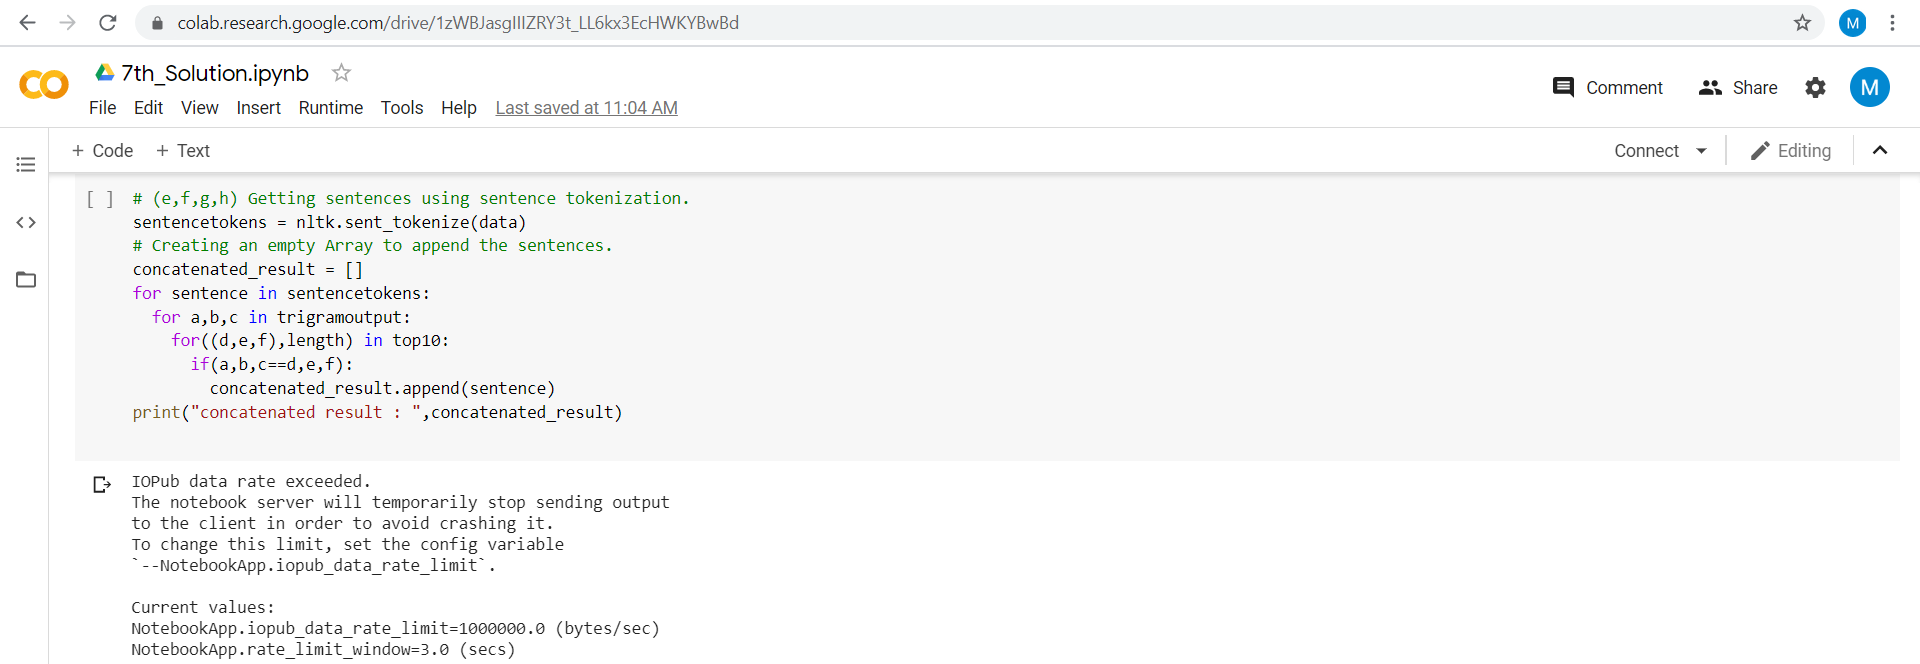 colab.research.google.com/drive/1zWBJasgIIIZRY3t_LL6kx3EcHWKYBwBd
M
7th_Solution.ipynb
File Edit View Insert Runtime Tools Help Last saved at 11:04 AM
Comment Share M
+ Code + Text
Connect Editing
[ ] # (e,f,g,h) Getting sentences using sentence tokenization.
sentencetokens = nltk.sent_tokenize(data)
# Creating an empty Array to append the sentences.
concatenated_result = []
for sentence in sentencetokens:
  for a,b,c in trigramoutput:
    for((d,e,f),length) in top10:
      if(a,b,c==d,e,f):
        concatenated_result.append(sentence)
print("concatenated result : ",concatenated_result)
IOPub data rate exceeded.
The notebook server will temporarily stop sending output
to the client in order to avoid crashing it.
To change this limit, set the config variable
`--NotebookApp.iopub_data_rate_limit`.
Current values:
NotebookApp.iopub_data_rate_limit=1000000.0 (bytes/sec)
NotebookApp.rate_limit_window=3.0 (secs)